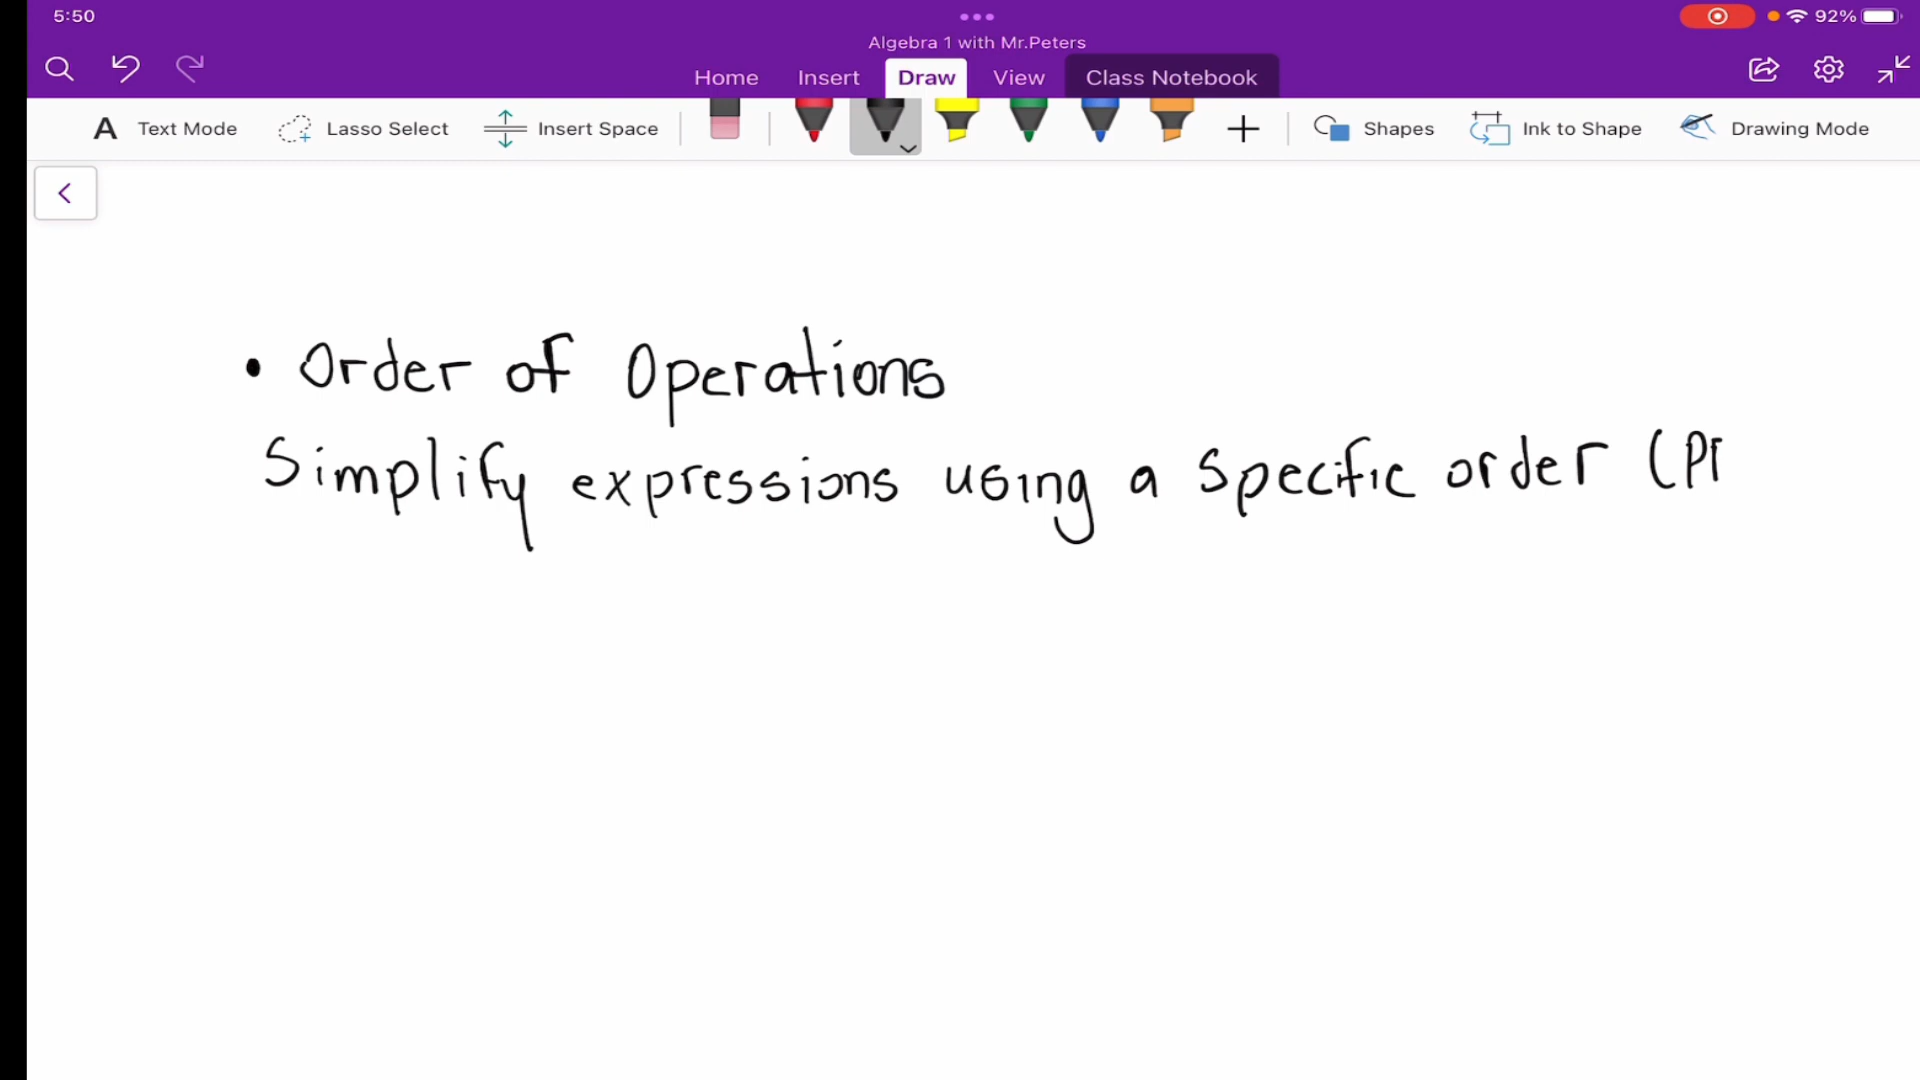 5:50
92%
Algebra 1 with Mr.Peters
Home Insert Draw View Class Notebook
A Text Mode Lasso Select Insert Space Shapes Ink to Shape Drawing Mode
• Order of Operations
Simplify expressions using a specific order (P